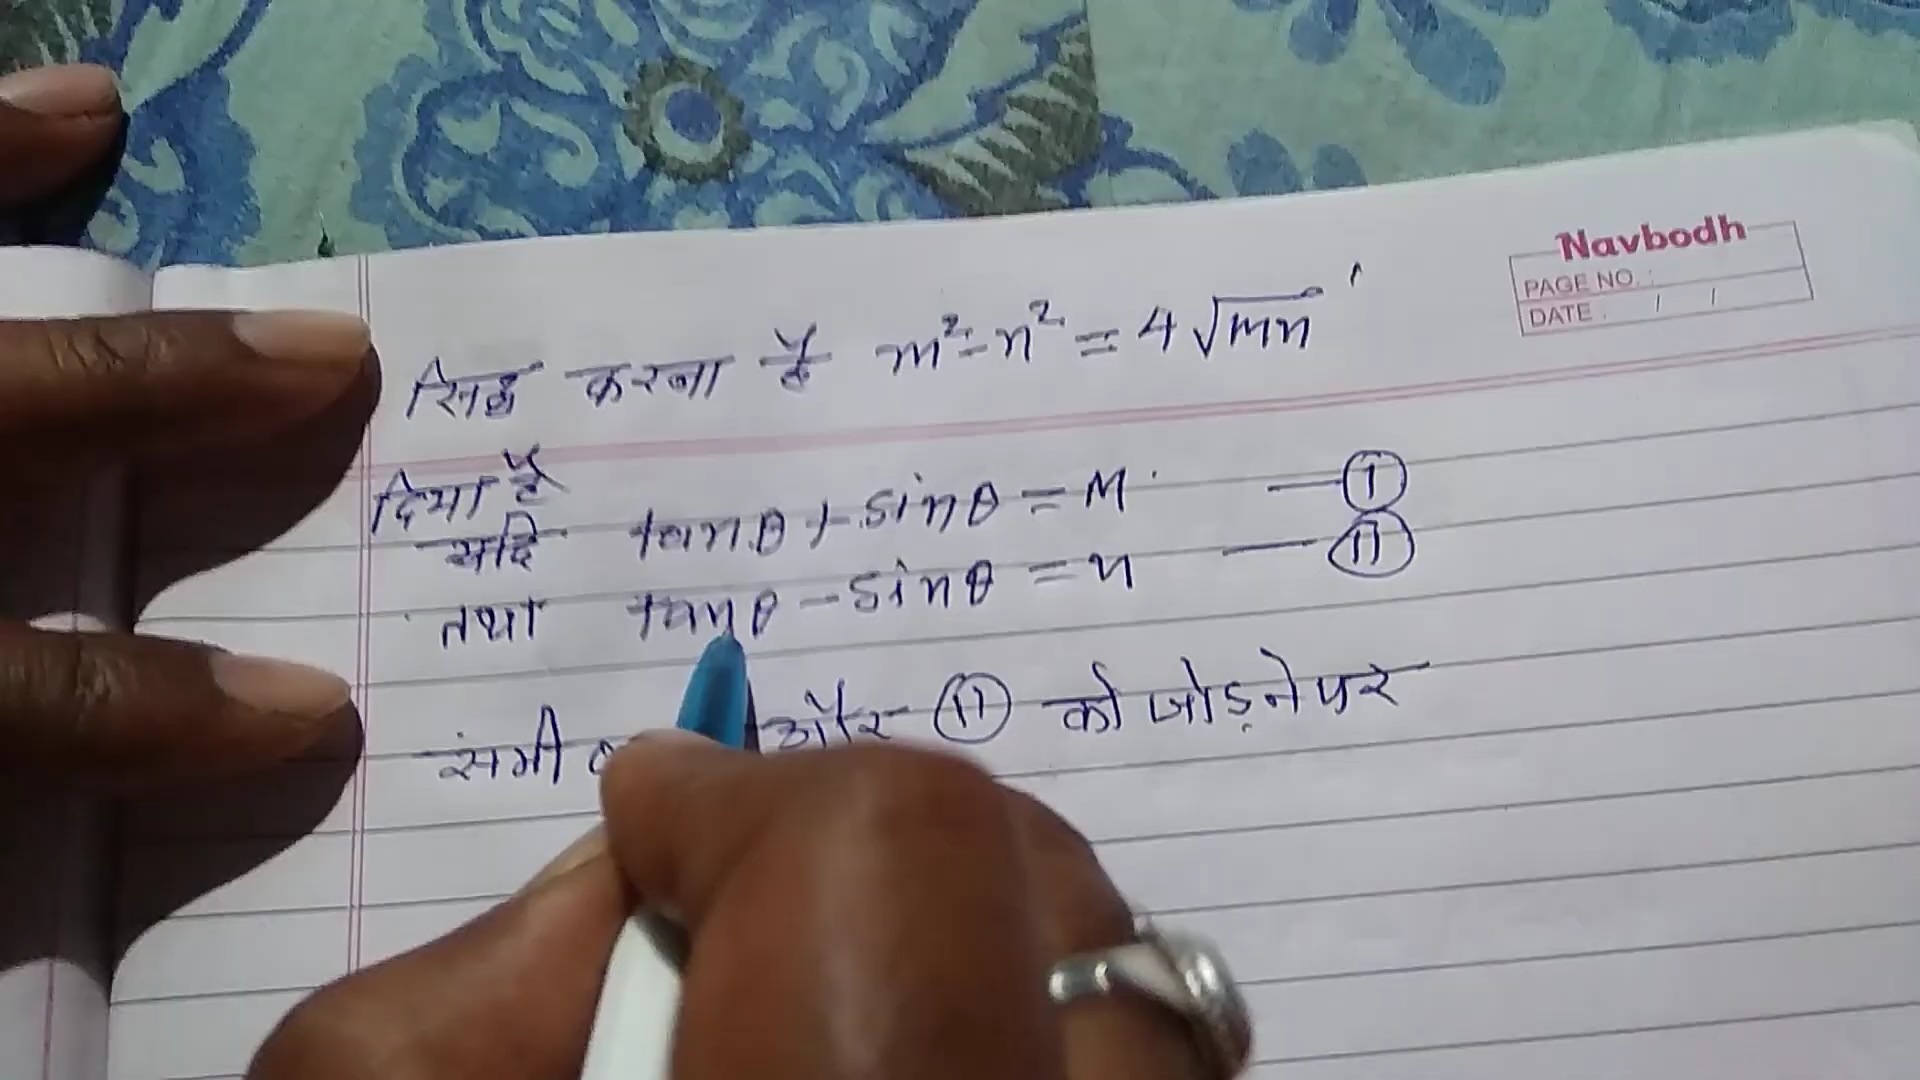 Navbodh
PAGE NO. :
DATE : / /
सिद्ध करना है m² - n² = 4 √mn
दिया है
यदि tanθ + sinθ = M — I
तथा tanθ - sinθ = n — II
समी और II को जोड़ने पर